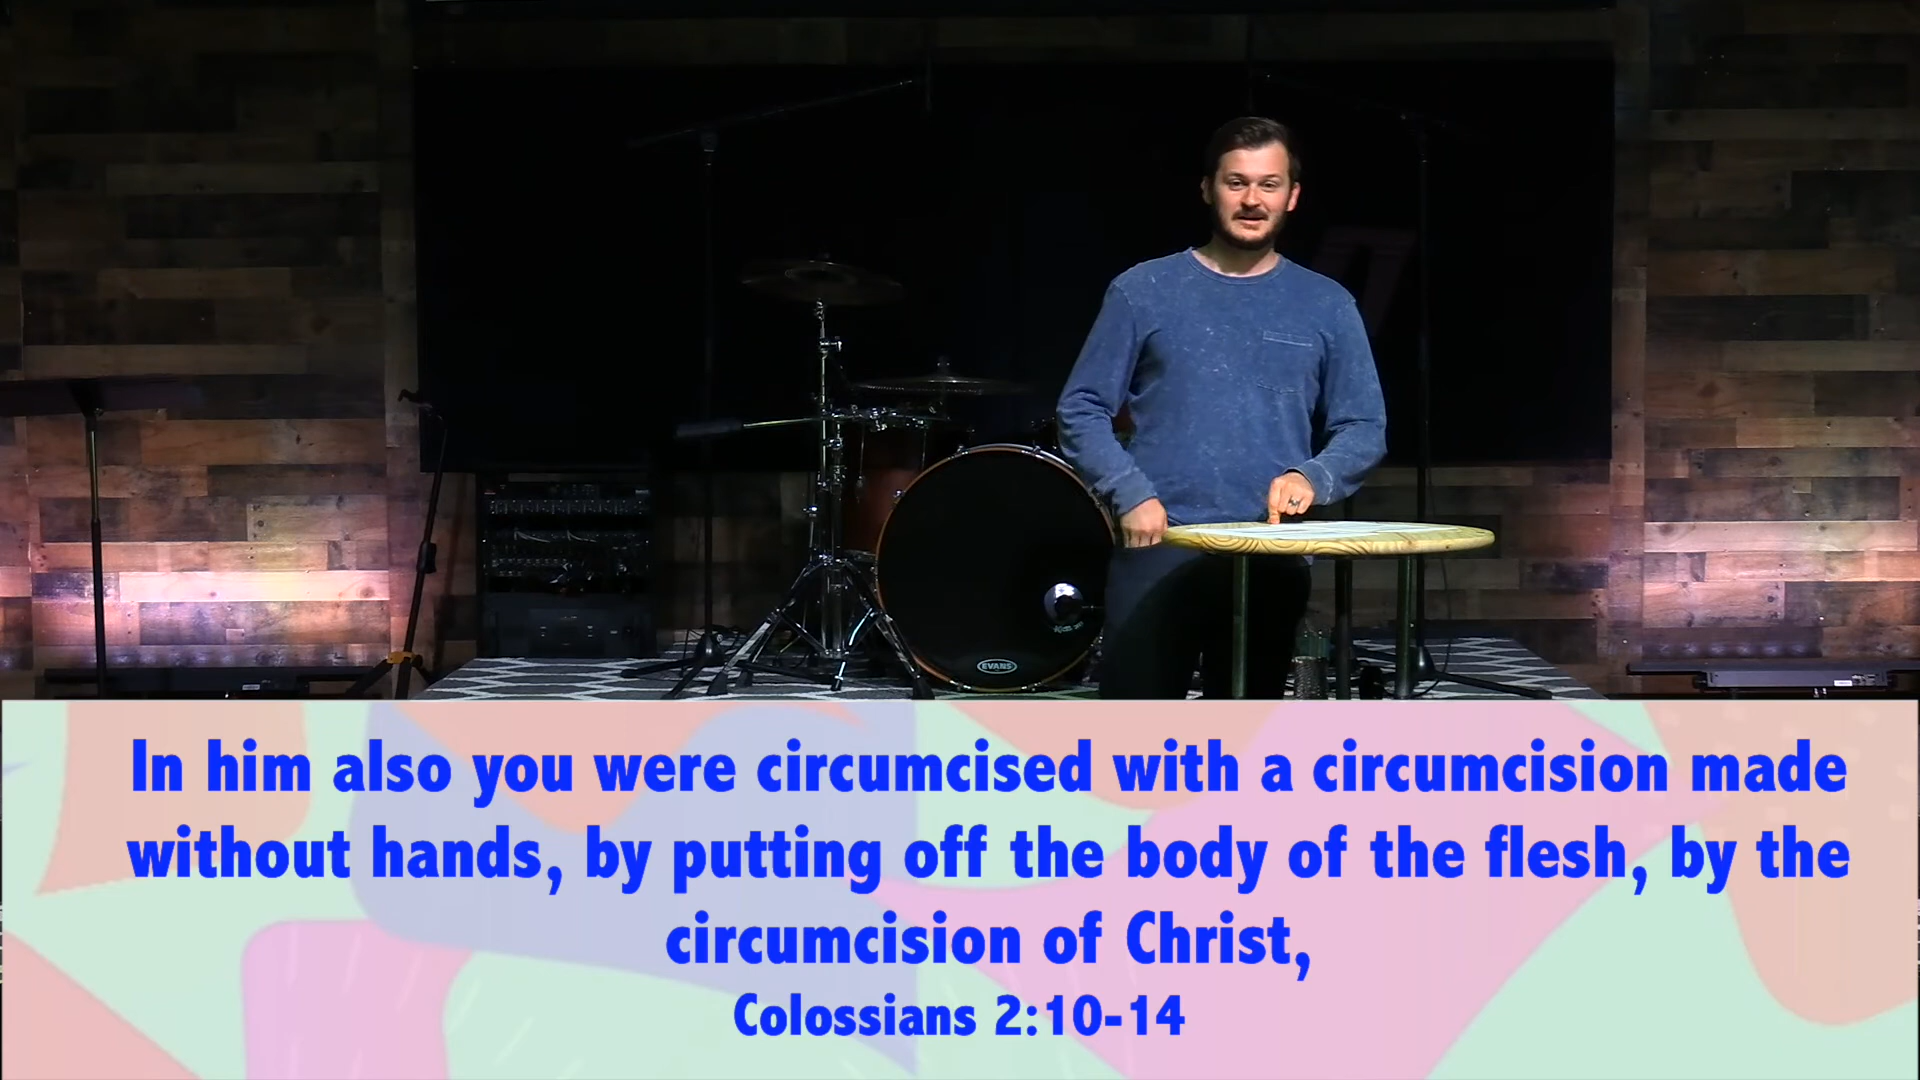 EVANS
In him also you were circumcised with a circumcision made
without hands, by putting off the body of the flesh, by the
circumcision of Christ,
Colossians 2:10-14